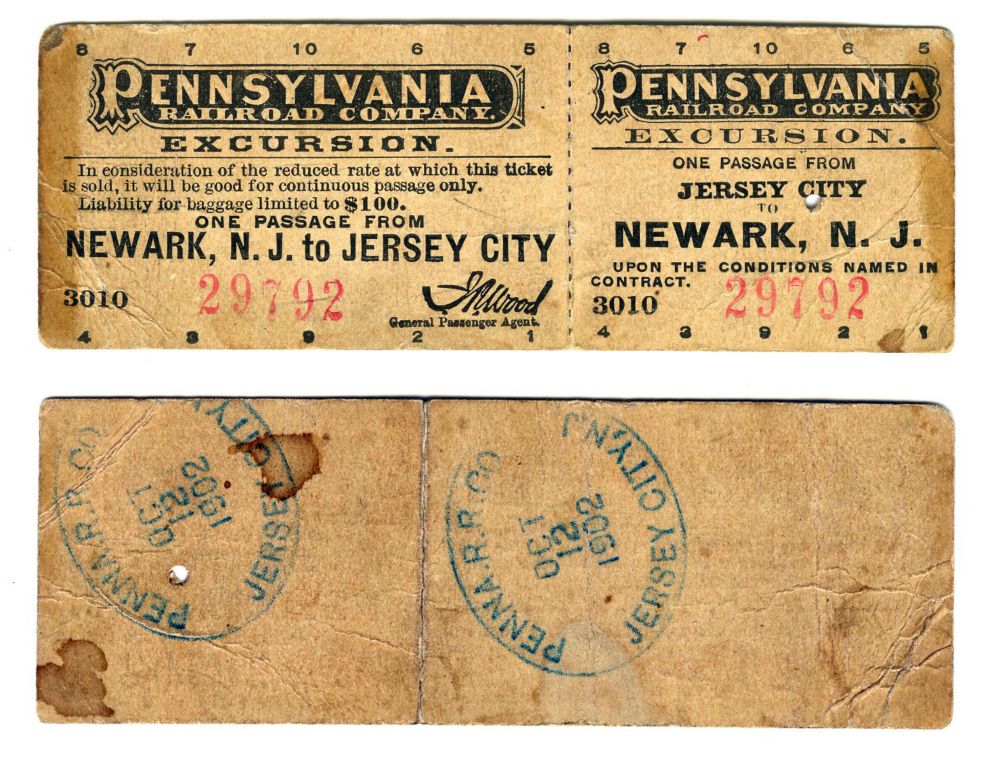 8 7 10 6 5
PENNSYLVANIA
RAILROAD COMPANY.
EXCURSION.
In consideration of the reduced rate at which this ticket
is sold, it will be good for continuous passage only.
Liability for baggage limited to $100.
ONE PASSAGE FROM
NEWARK, N. J. to JERSEY CITY
3010 29792 J.R. Wood
General Passenger Agent.
4 3 9 2 1
8 7 10 6 5
PENNSYLVANIA
RAILROAD COMPANY
EXCURSION.
ONE PASSAGE FROM
JERSEY CITY
TO
NEWARK, N. J.
UPON THE CONDITIONS NAMED IN
CONTRACT.
3010 29792
4 3 9 2 1
PENNA.R.R.CO
JERSEY CITY,
OCT
21
1902
PENNA.R.R.CO
JERSEY CITY, N.J
OCT
21
1902